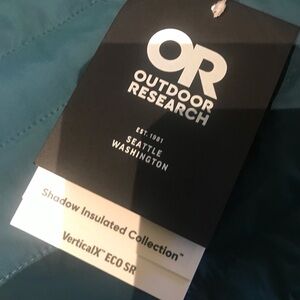 OR
OUTDOOR
RESEARCH
EST. 1981
SEATTLE
WASHINGTON
Shadow Insulated Collection™
VerticalX™ ECO SR